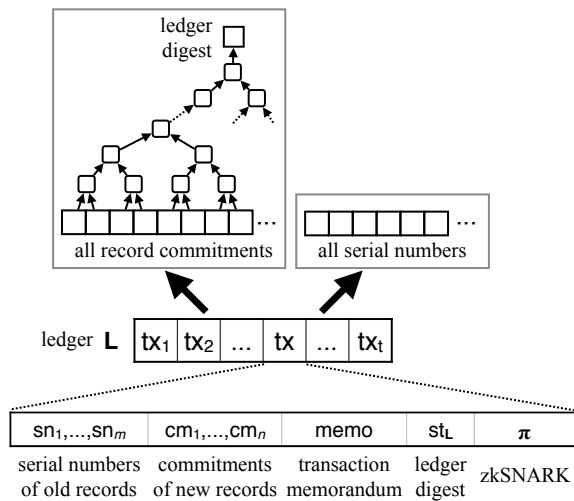 ledger
digest
...
all record commitments
...
all serial numbers
ledger L tx₁ tx₂ ... tx ... txₜ
sn₁,...,snₘ cm₁,...,cmₙ memo st_L π
serial numbers commitments transaction ledger zkSNARK
of old records of new records memorandum digest